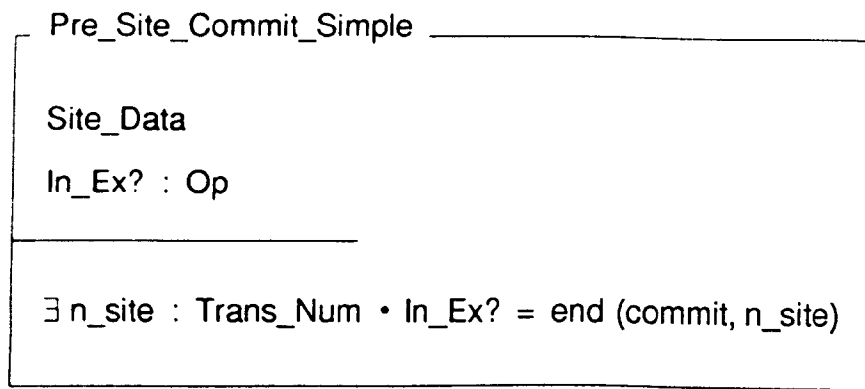 Pre_Site_Commit_Simple
Site_Data
In_Ex? : Op
∃ n_site : Trans_Num • In_Ex? = end (commit, n_site)